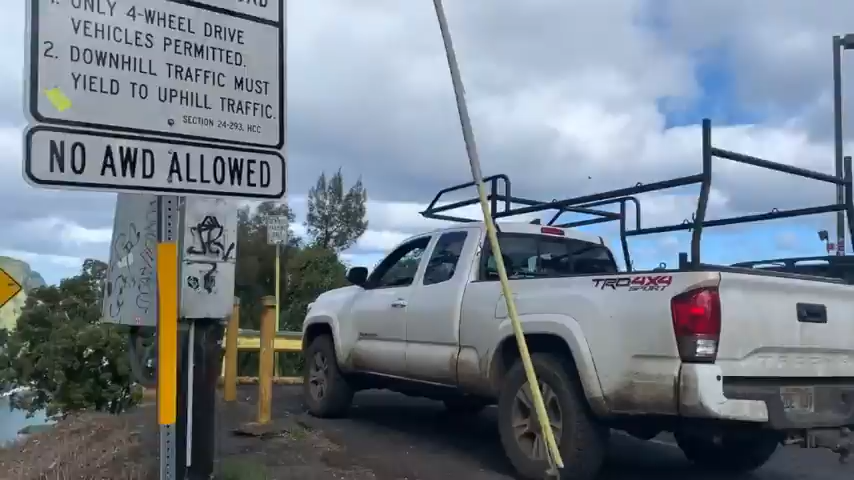 1. ONLY 4-WHEEL DRIVE
VEHICLES PERMITTED.
2. DOWNHILL TRAFFIC MUST
YIELD TO UPHILL TRAFFIC.
SECTION 24-293, HCC
NO AWD ALLOWED
TRD 4X4
SPORT